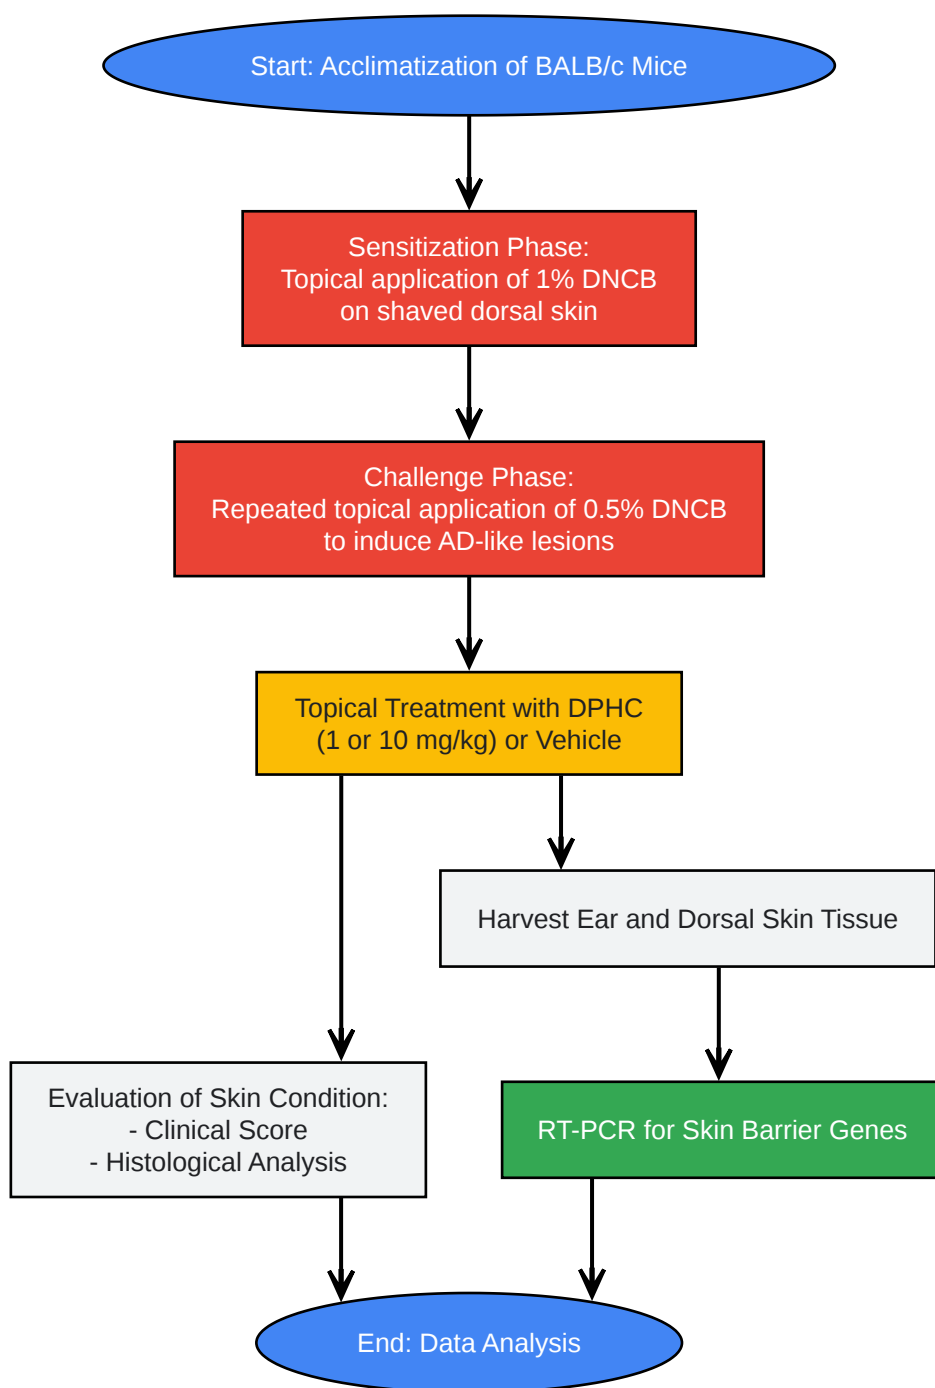 Start: Acclimatization of BALB/c Mice
Sensitization Phase:
Topical application of 1% DNCB
on shaved dorsal skin
Challenge Phase:
Repeated topical application of 0.5% DNCB
to induce AD-like lesions
Topical Treatment with DPHC
(1 or 10 mg/kg) or Vehicle
Harvest Ear and Dorsal Skin Tissue
Evaluation of Skin Condition:
- Clinical Score
- Histological Analysis
RT-PCR for Skin Barrier Genes
End: Data Analysis